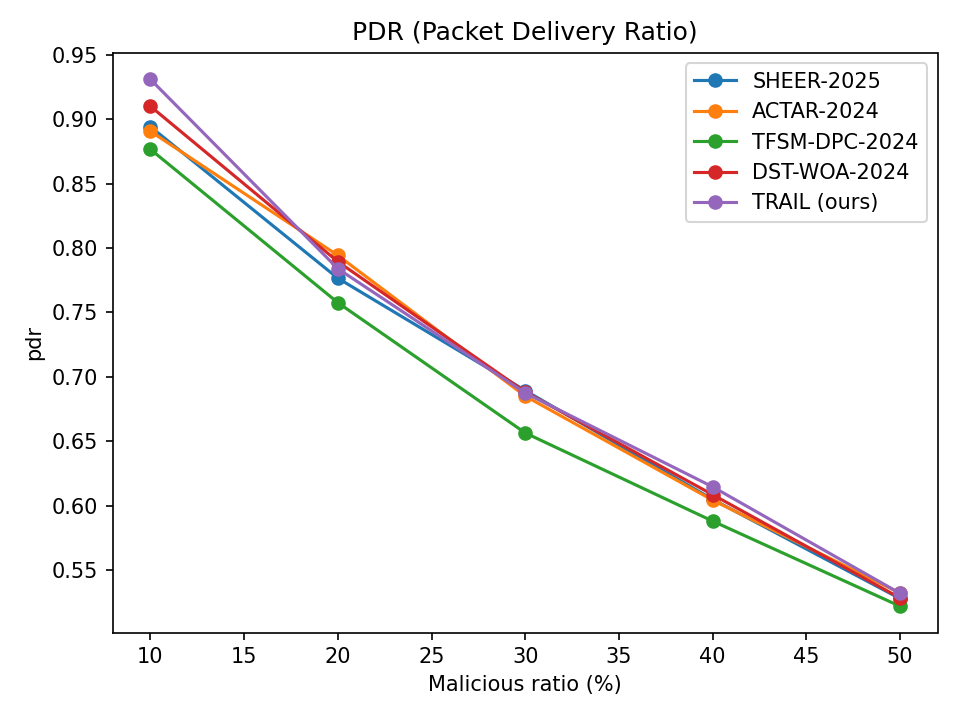 PDR (Packet Delivery Ratio)
SHEER-2025
ACTAR-2024
TFSM-DPC-2024
DST-WOA-2024
TRAIL (ours)
pdr
0.95
0.90
0.85
0.80
0.75
0.70
0.65
0.60
0.55
10 15 20 25 30 35 40 45 50
Malicious ratio (%)